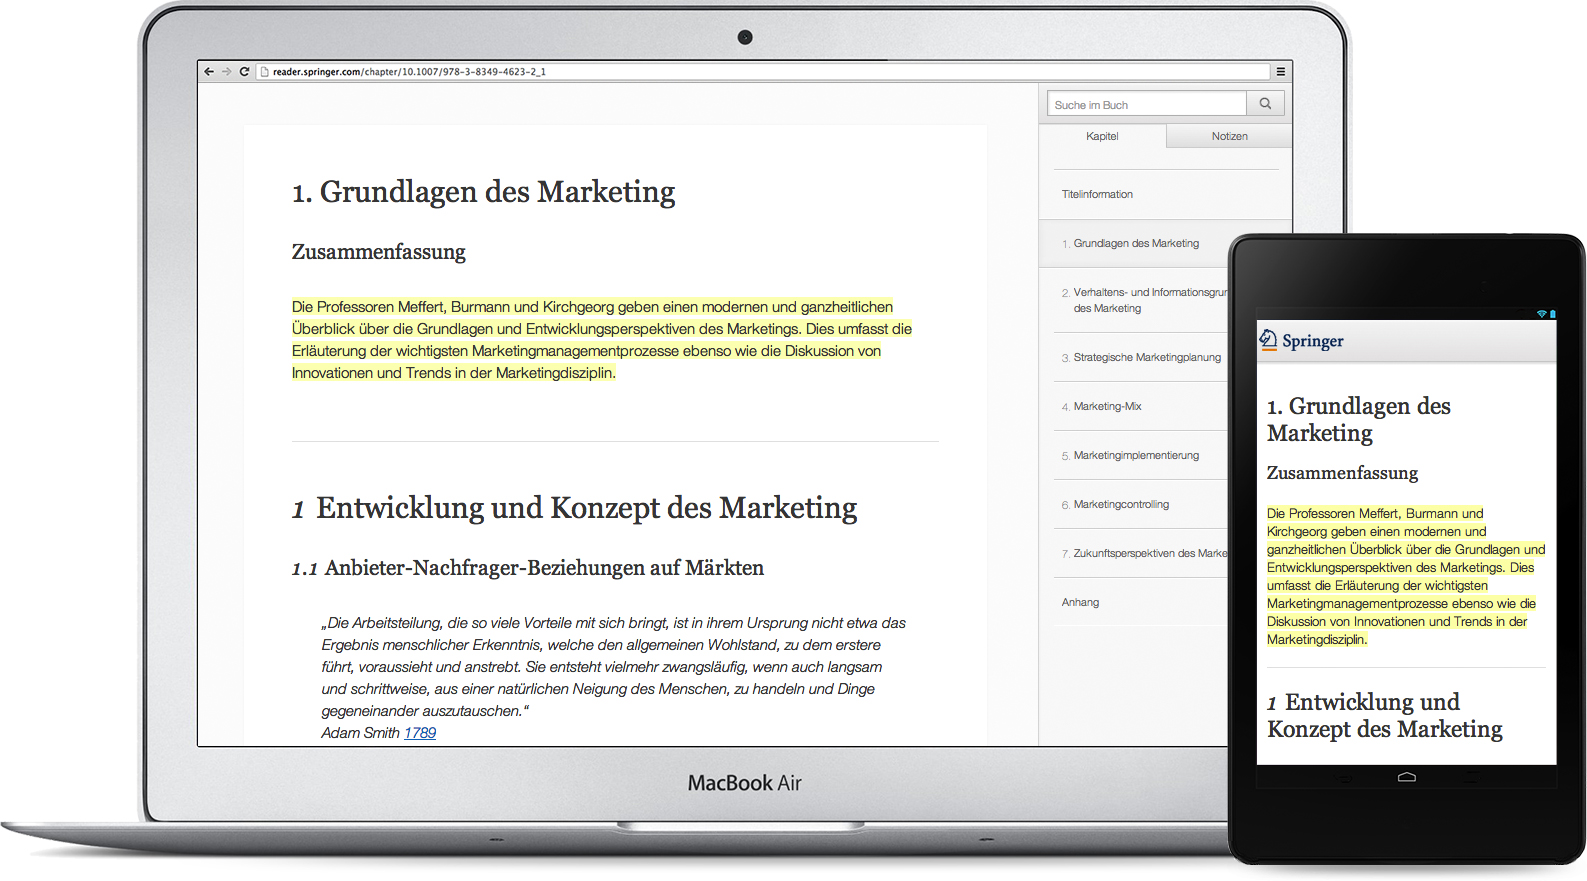 reader.springer.com/chapter/10.1007/978-3-8349-4623-2_1
Suche im Buch
Kapitel
Notizen
1. Grundlagen des Marketing
Zusammenfassung
Die Professoren Meffert, Burmann und Kirchgeorg geben einen modernen und ganzheitlichen
Überblick über die Grundlagen und Entwicklungsperspektiven des Marketings. Dies umfasst die
Erläuterung der wichtigsten Marketingmanagementprozesse ebenso wie die Diskussion von
Innovationen und Trends in der Marketingdisziplin.
1 Entwicklung und Konzept des Marketing
1.1 Anbieter-Nachfrager-Beziehungen auf Märkten
„Die Arbeitsteilung, die so viele Vorteile mit sich bringt, ist in ihrem Ursprung nicht etwa das
Ergebnis menschlicher Erkenntnis, welche den allgemeinen Wohlstand, zu dem erstere
führt, voraussieht und anstrebt. Sie entsteht vielmehr zwangsläufig, wenn auch langsam
und schrittweise, aus einer natürlichen Neigung des Menschen, zu handeln und Dinge
gegeneinander auszutauschen.“
Adam Smith 1789
Titelinformation
1. Grundlagen des Marketing
2. Verhaltens- und Informationsgrun
des Marketing
3. Strategische Marketingplanung
4. Marketing-Mix
5. Marketingimplementierung
6. Marketingcontrolling
7. Zukunftsperspektiven des Marke
Anhang
MacBook Air
Springer
1. Grundlagen des
Marketing
Zusammenfassung
Die Professoren Meffert, Burmann und
Kirchgeorg geben einen modernen und
ganzheitlichen Überblick über die Grundlagen und
Entwicklungsperspektiven des Marketings. Dies
umfasst die Erläuterung der wichtigsten
Marketingmanagementprozesse ebenso wie die
Diskussion von Innovationen und Trends in der
Marketingdisziplin.
1 Entwicklung und
Konzept des Marketing